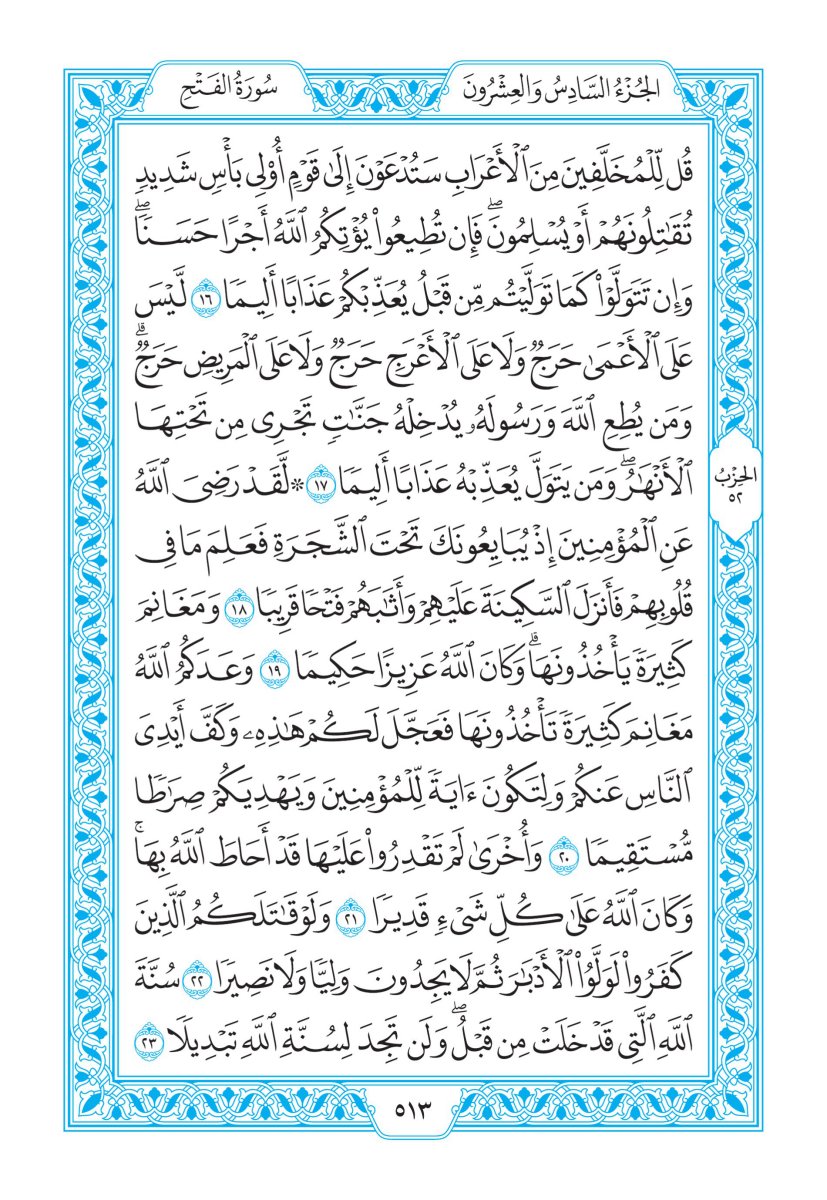 الجُزْءُ السَّادِسُ وَالعِشْرُونَ
سُورَةُ الفَتْحِ
قُل لِّلْمُخَلَّفِينَ مِنَ ٱلْأَعْرَابِ سَتُدْعَوْنَ إِلَىٰ قَوْمٍ أُو۟لِى بَأْسٍ شَدِيدٍ
تُقَـٰتِلُونَهُمْ أَوْ يُسْلِمُونَ ۖ فَإِن تُطِيعُوا۟ يُؤْتِكُمُ ٱللَّهُ أَجْرًا حَسَنًا ۖ
وَإِن تَتَوَلَّوْا۟ كَمَا تَوَلَّيْتُم مِّن قَبْلُ يُعَذِّبْكُمْ عَذَابًا أَلِيمًا ١٦ لَّيْسَ
عَلَى ٱلْأَعْمَىٰ حَرَجٌ وَلَا عَلَى ٱلْأَعْرَجِ حَرَجٌ وَلَا عَلَى ٱلْمَرِيضِ حَرَجٌ ۗ
وَمَن يُطِعِ ٱللَّهَ وَرَسُولَهُۥ يُدْخِلْهُ جَنَّـٰتٍ تَجْرِى مِن تَحْتِهَا
ٱلْأَنْهَـٰرُ ۖ وَمَن يَتَوَلَّ يُعَذِّبْهُ عَذَابًا أَلِيمًا ١٧ * لَّقَدْ رَضِىَ ٱللَّهُ
الحِزْبُ
٥٢
عَنِ ٱلْمُؤْمِنِينَ إِذْ يُبَايِعُونَكَ تَحْتَ ٱلشَّجَرَةِ فَعَلِمَ مَا فِى
قُلُوبِهِمْ فَأَنزَلَ ٱلسَّكِينَةَ عَلَيْهِمْ وَأَثَـٰبَهُمْ فَتْحًا قَرِيبًا ١٨ وَمَغَانِمَ
كَثِيرَةً يَأْخُذُونَهَا ۗ وَكَانَ ٱللَّهُ عَزِيزًا حَكِيمًا ١٩ وَعَدَكُمُ ٱللَّهُ
مَغَانِمَ كَثِيرَةً تَأْخُذُونَهَا فَعَجَّلَ لَكُمْ هَـٰذِهِۦ وَكَفَّ أَيْدِىَ
ٱلنَّاسِ عَنكُمْ وَلِتَكُونَ ءَايَةً لِّلْمُؤْمِنِينَ وَيَهْدِيَكُمْ صِرَٰطًا
مُّسْتَقِيمًا ٢٠ وَأُخْرَىٰ لَمْ تَقْدِرُوا۟ عَلَيْهَا قَدْ أَحَاطَ ٱللَّهُ بِهَا ۚ
وَكَانَ ٱللَّهُ عَلَىٰ كُلِّ شَىْءٍ قَدِيرًا ٢١ وَلَوْ قَـٰتَلَكُمُ ٱلَّذِينَ
كَفَرُوا۟ لَوَلَّوُا۟ ٱلْأَدْبَـٰرَ ثُمَّ لَا يَجِدُونَ وَلِيًّا وَلَا نَصِيرًا ٢٢ سُنَّةَ
ٱللَّهِ ٱلَّتِى قَدْ خَلَتْ مِن قَبْلُ ۖ وَلَن تَجِدَ لِسُنَّةِ ٱللَّهِ تَبْدِيلًا ٢٣
٥١٣